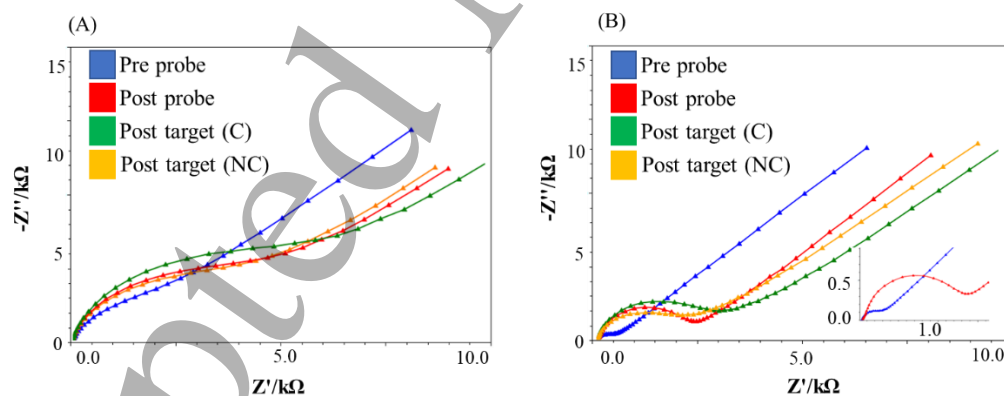 (A)
15
10
5
0
-Z''/kΩ
Pre probe
Post probe
Post target (C)
Post target (NC)
0.0 5.0 10.0
Z'/kΩ
(B)
15
10
5
0
-Z''/kΩ
Pre probe
Post probe
Post target (C)
Post target (NC)
0.5
0.0
1.0
0.0 5.0 10.0
Z'/kΩ